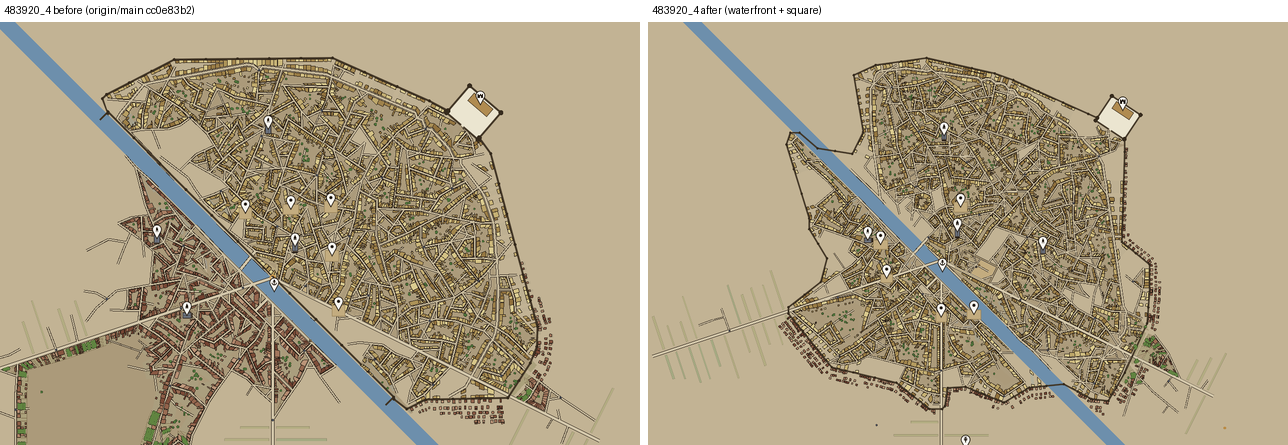 483920_4 before (origin/main cc0e83b2)
483920_4 after (waterfront + square)